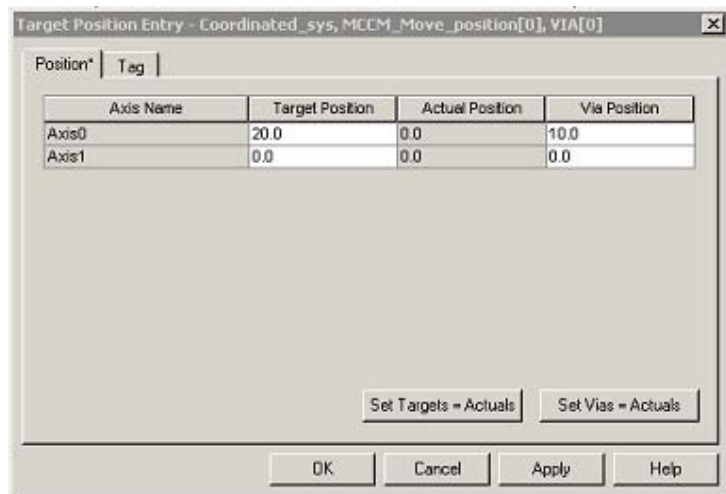 Target Position Entry - Coordinated_sys, MCCM_Move_position[0], VIA[0]
Position* Tag
Axis Name Target Position Actual Position Via Position
Axis0 20.0 0.0 10.0
Axis1 0.0 0.0 0.0
Set Targets = Actuals Set Vias = Actuals
OK Cancel Apply Help